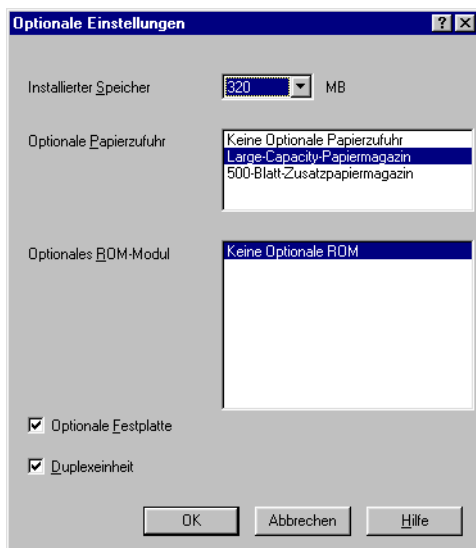 Optionale Einstellungen
Installierter Speicher 320 MB
Optionale Papierzufuhr
Keine Optionale Papierzufuhr
Large-Capacity-Papiermagazin
500-Blatt-Zusatzpapiermagazin
Optionales ROM-Modul
Keine Optionale ROM
Optionale Festplatte
Duplexeinheit
OK Abbrechen Hilfe